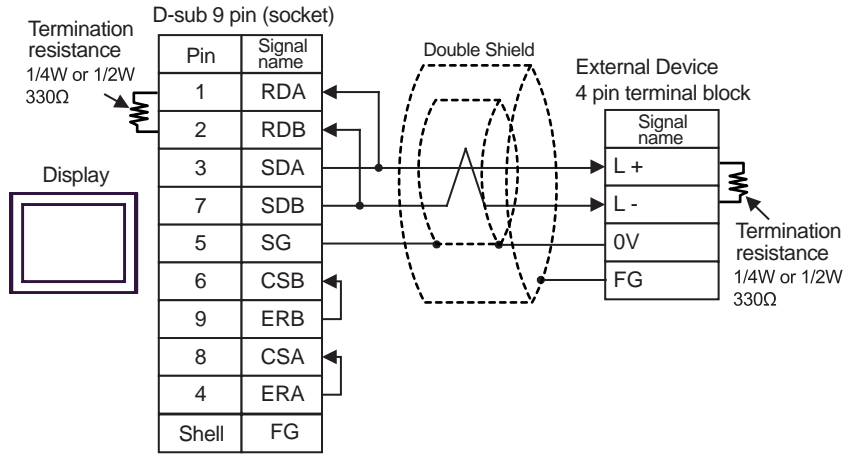 D-sub 9 pin (socket)
Termination
resistance
1/4W or 1/2W
330Ω
Display
Pin Signal name
1 RDA
2 RDB
3 SDA
7 SDB
5 SG
6 CSB
9 ERB
8 CSA
4 ERA
Shell FG
Double Shield
External Device
4 pin terminal block
Signal
name
L +
L -
0V
FG
Termination
resistance
1/4W or 1/2W
330Ω